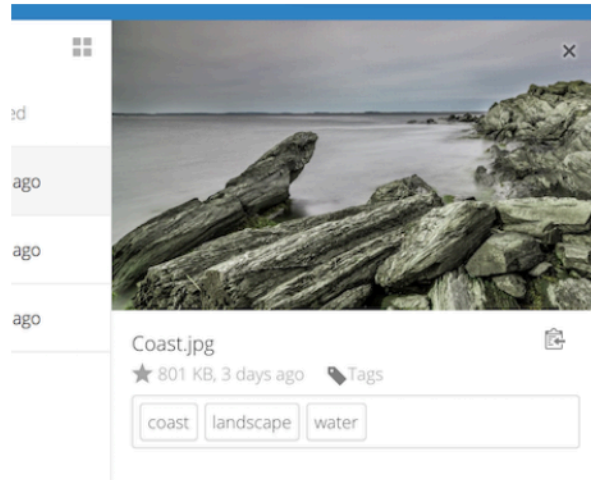 ed
ago
ago
ago
Coast.jpg
801 KB, 3 days ago Tags
coast landscape water